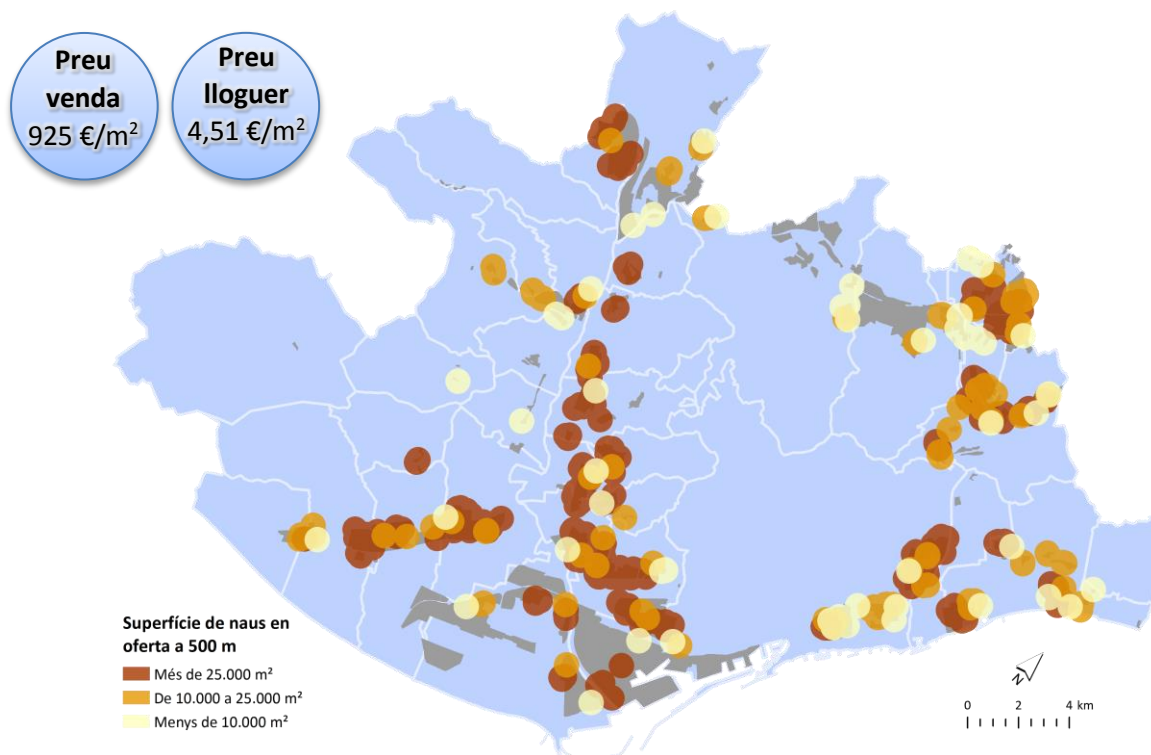 Preu
venda
925 €/m²
Preu
lloguer
4,51 €/m²
Superfície de naus en
oferta a 500 m
Més de 25.000 m²
De 10.000 a 25.000 m²
Menys de 10.000 m²
N
0 2 4 km